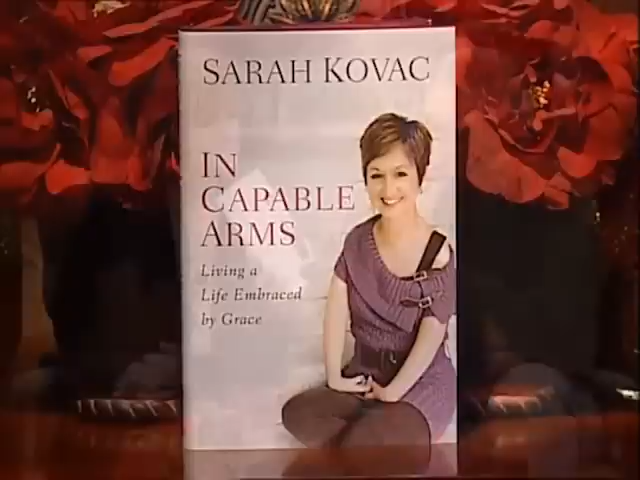 SARAH KOVAC
IN
CAPABLE
ARMS
Living a
Life Embraced
by Grace